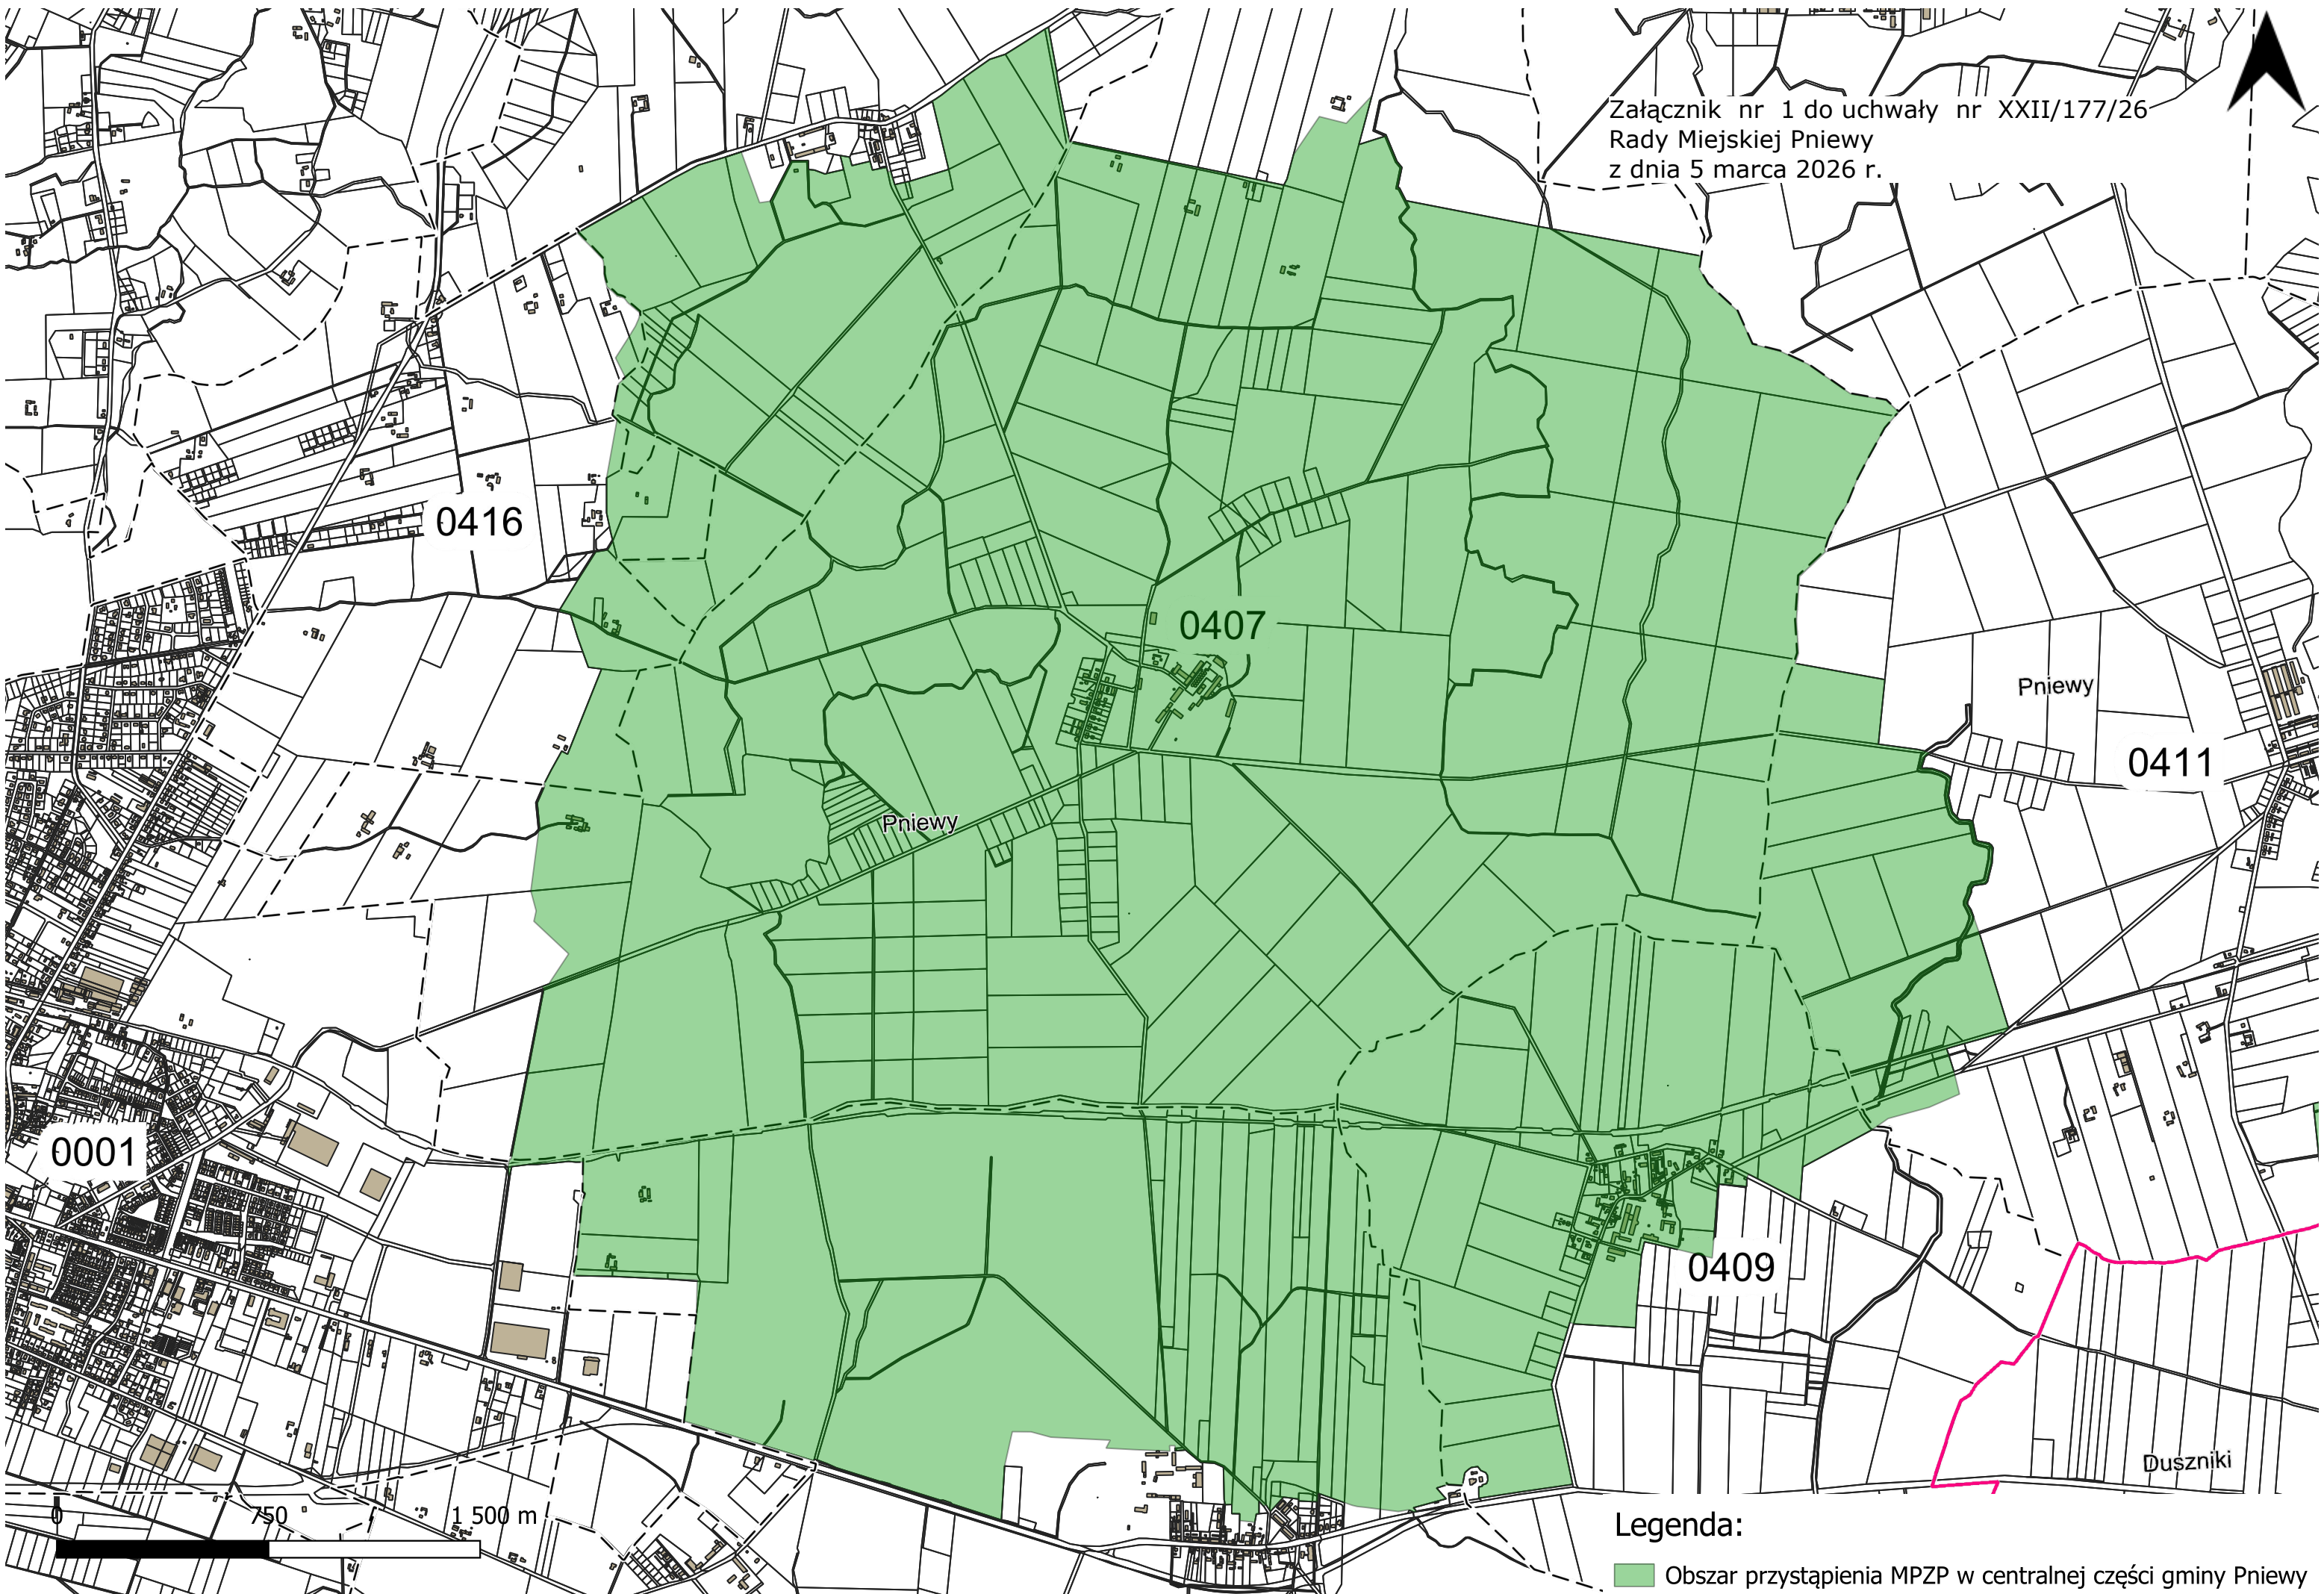 Załącznik nr 1 do uchwały nr XXII/177/26
Rady Miejskiej Pniewy
z dnia 5 marca 2026 r.
0416
0407
Pniewy
0411
Pniewy
0001
0409
Duszniki
0 750 1 500 m
Legenda:
Obszar przystąpienia MPZP w centralnej części gminy Pniewy